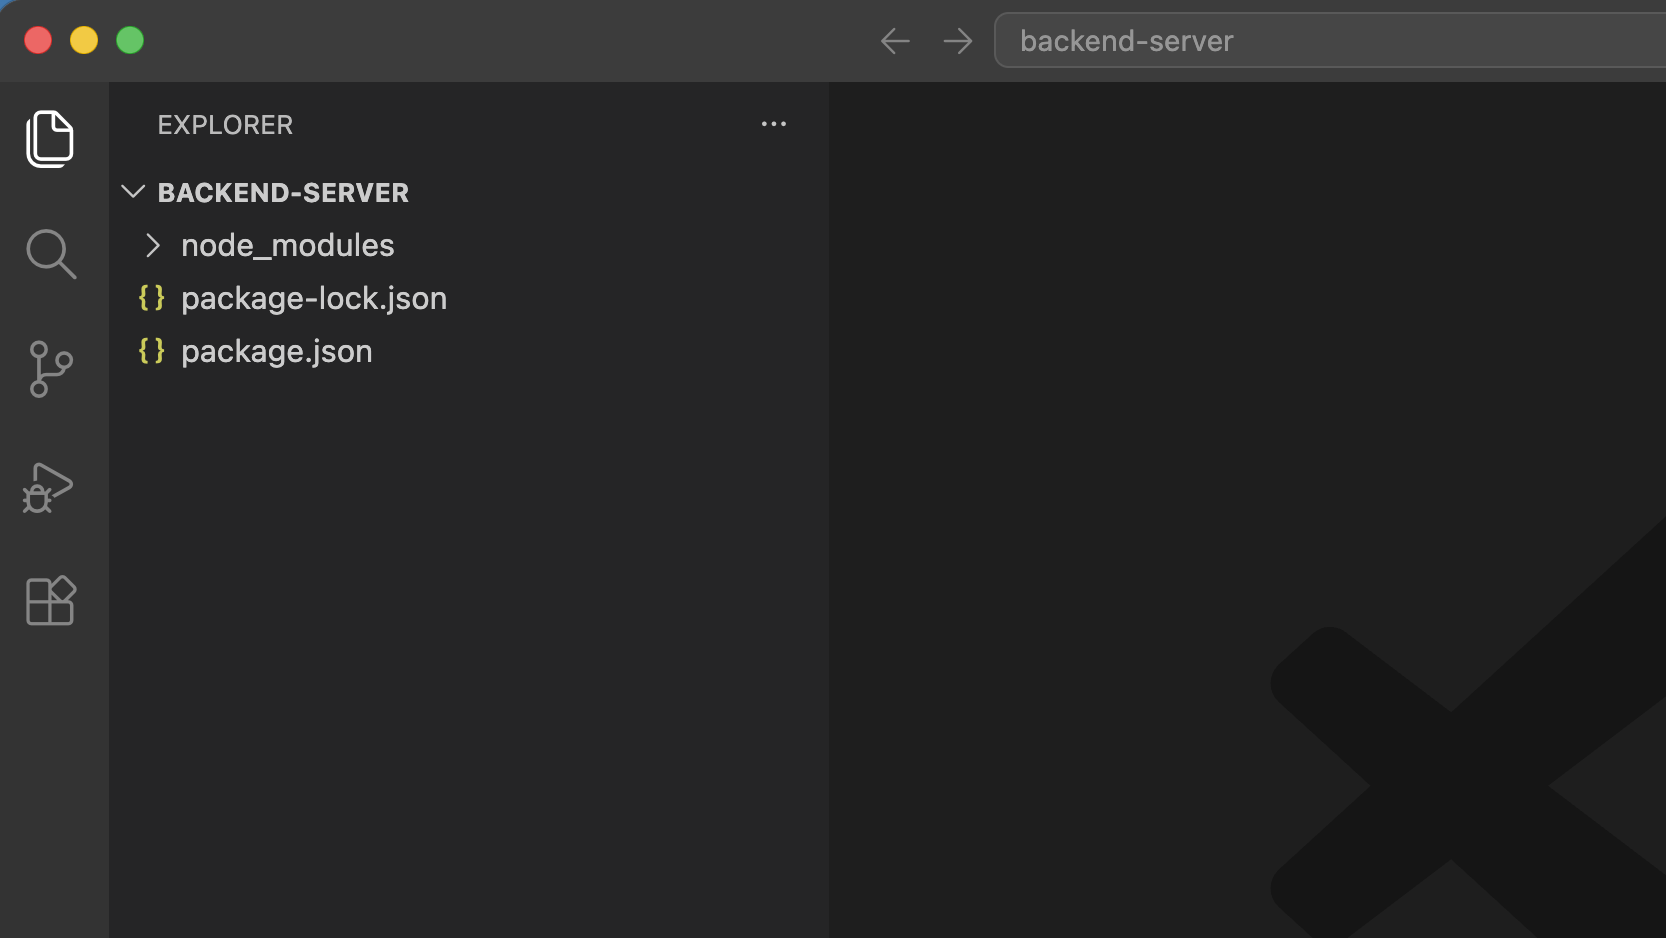 backend-server
EXPLORER
BACKEND-SERVER
node_modules
package-lock.json
package.json